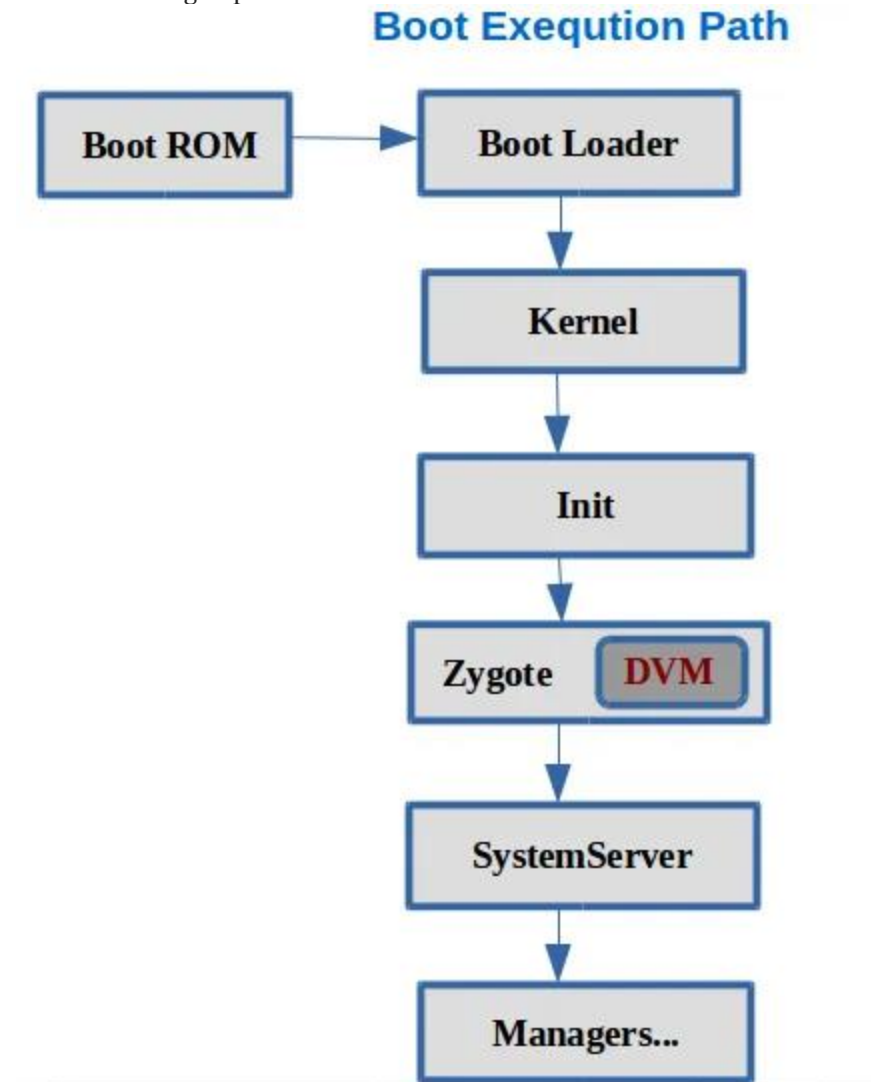 Boot Exeqution Path
Boot ROM
Boot Loader
Kernel
Init
Zygote
DVM
SystemServer
Managers...